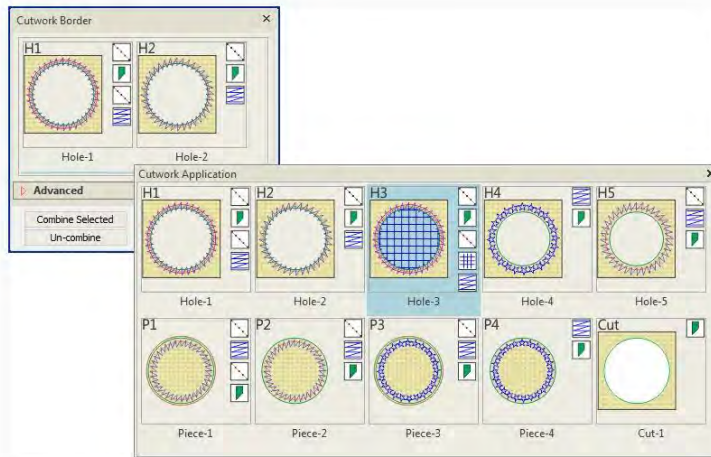 Cutwork Border
H1 H2
Hole-1 Hole-2
Advanced
Combine Selected
Un-combine
Cutwork Application
H1 H2 H3 H4 H5
Hole-1 Hole-2 Hole-3 Hole-4 Hole-5
P1 P2 P3 P4 Cut
Piece-1 Piece-2 Piece-3 Piece-4 Cut-1